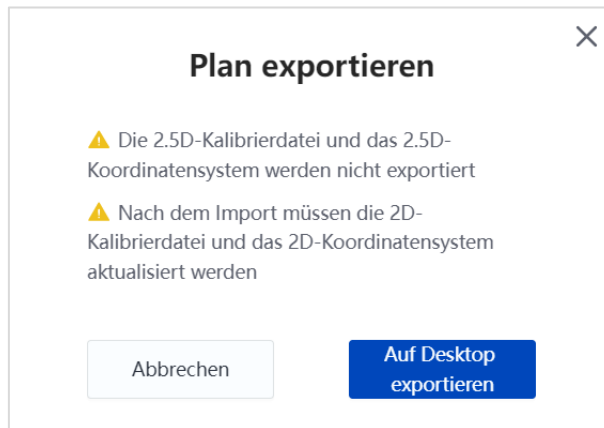 Plan exportieren
Die 2.5D-Kalibrierdatei und das 2.5D-
Koordinatensystem werden nicht exportiert
Nach dem Import müssen die 2D-
Kalibrierdatei und das 2D-Koordinatensystem
aktualisiert werden
Abbrechen
Auf Desktop
exportieren